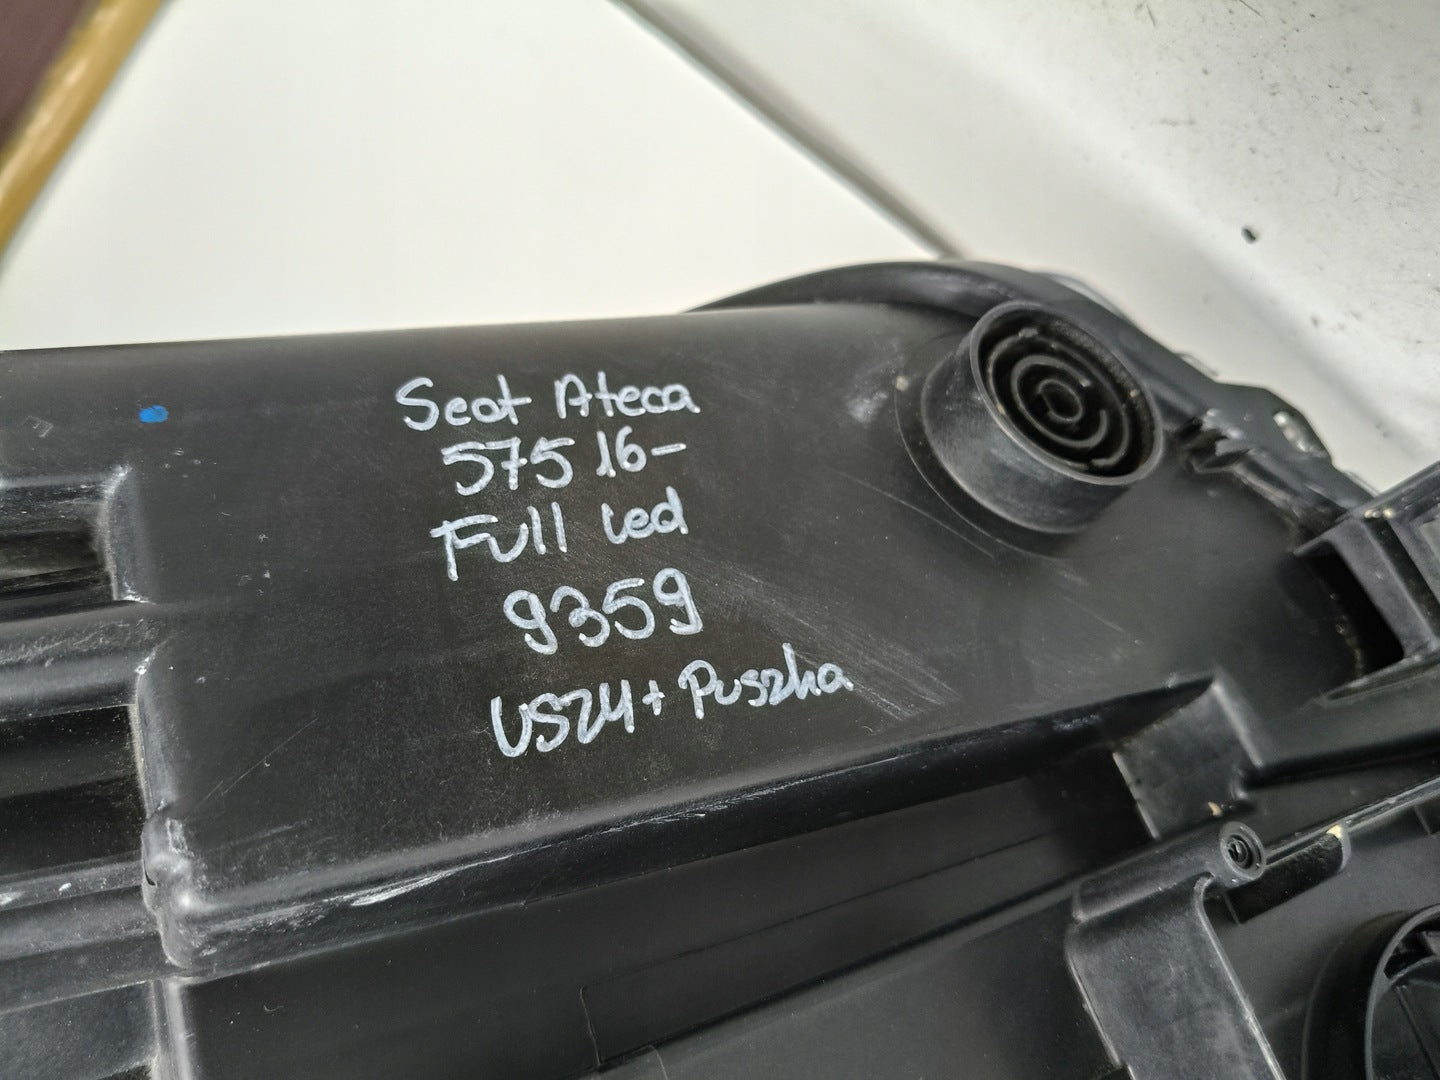 Seat Ateca
575 16-
Full led
9359
USZ4+ Puszka